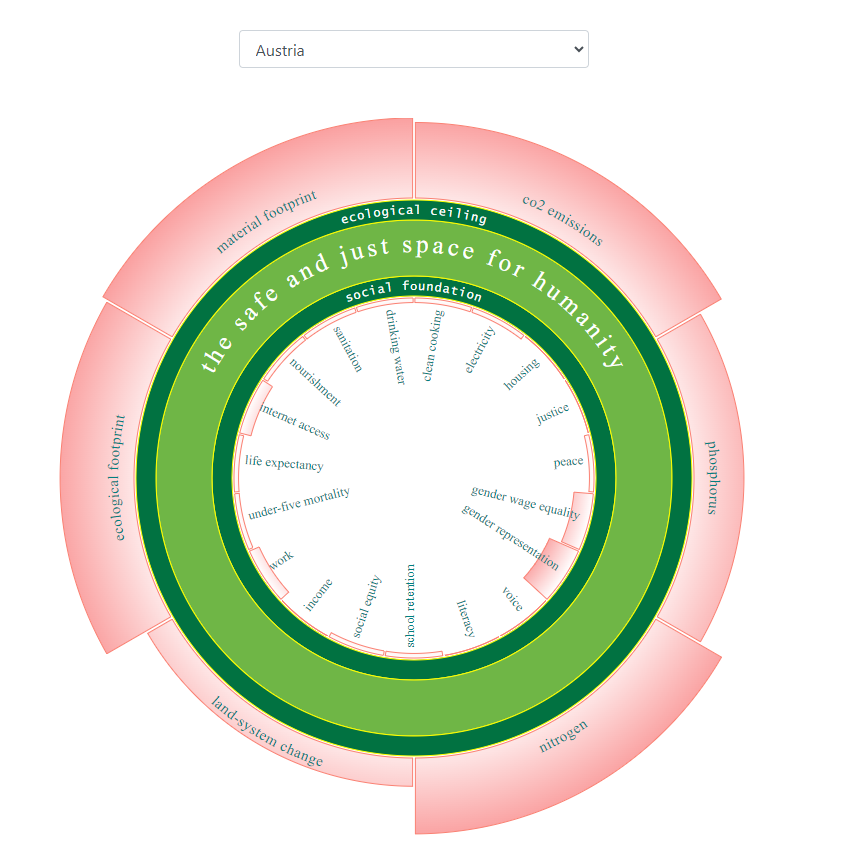 Austria
material footprint
co2 emissions
ecological ceiling
the safe and just space for humanity
social foundation
ecological footprint
phosphorus
land-system change
nitrogen
drinking water
clean cooking
sanitation
electricity
nourishment
housing
internet access
justice
life expectancy
peace
under-five mortality
gender wage equality
gender representation
work
voice
income
literacy
social equity
school retention